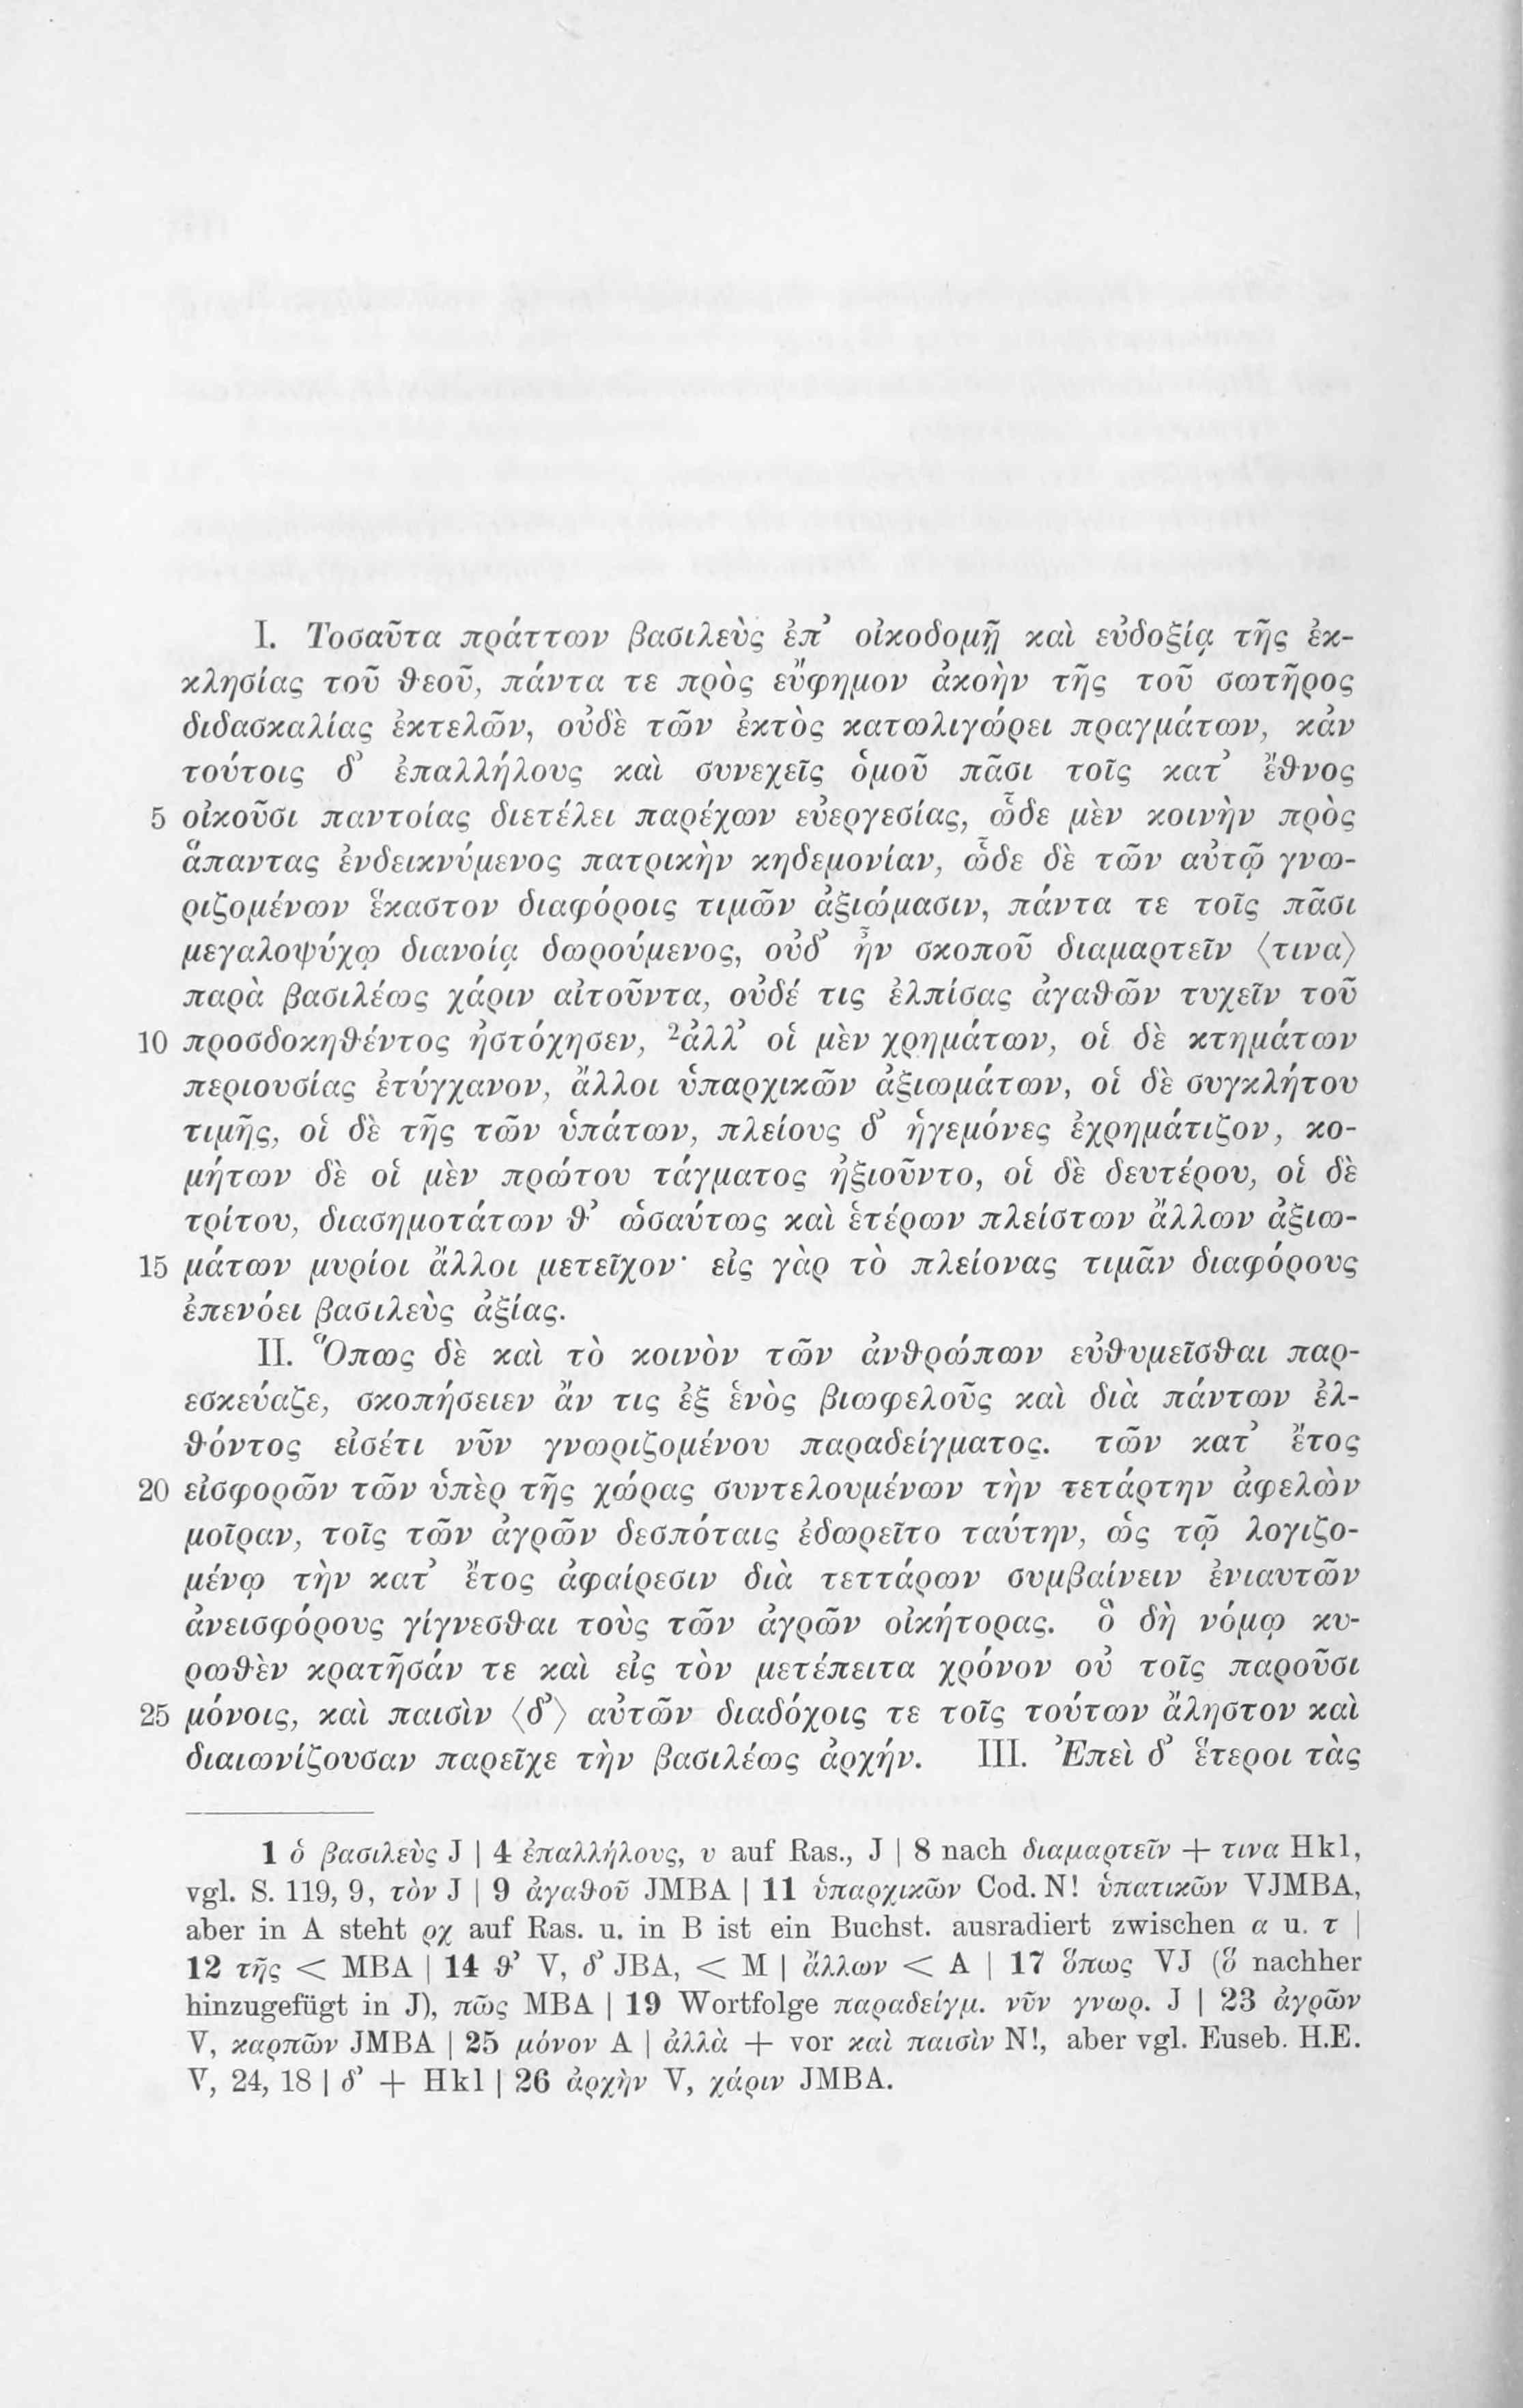 I. Τοσαῦτα πράττων βασιλεὺς ἐπ’ οἰκοδομῇ καὶ εὐδοξίᾳ τῆς ἐκ-
κλησίας τοῦ θεοῦ, πάντα τε πρὸς εὔφημον ἀκοὴν τῆς τοῦ σωτῆρος
διδασκαλίας ἐκτελῶν, οὐδὲ τῶν ἐκτὸς κατωλιγώρει πραγμάτων, κἀν
τούτοις δ’ ἐπαλλήλους καὶ συνεχεῖς ὁμοῦ πᾶσι τοῖς κατ’ ἔθνος
5 οἰκοῦσι παντοίας διετέλει παρέχων εὐεργεσίας, ὧδε μὲν κοινὴν πρὸς
ἅπαντας ἐνδεικνύμενος πατρικὴν κηδεμονίαν, ὧδε δὲ τῶν αὐτῷ γνω-
ριζομένων ἕκαστον διαφόροις τιμῶν ἀξιώμασιν, πάντα τε τοῖς πᾶσι
μεγαλοψύχῳ διανοίᾳ δωρούμενος, οὐδ’ ἦν σκοποῦ διαμαρτεῖν ⟨τινα⟩
παρὰ βασιλέως χάριν αἰτοῦντα, οὐδέ τις ἐλπίσας ἀγαθῶν τυχεῖν τοῦ
10 προσδοκηθέντος ἠστόχησεν, ²ἀλλ’ οἱ μὲν χρημάτων, οἱ δὲ κτημάτων
περιουσίας ἐτύγχανον, ἄλλοι ὑπαρχικῶν ἀξιωμάτων, οἱ δὲ συγκλήτου
τιμῆς, οἱ δὲ τῆς τῶν ὑπάτων, πλείους δ’ ἡγεμόνες ἐχρημάτιζον, κο-
μήτων δὲ οἱ μὲν πρώτου τάγματος ἠξιοῦντο, οἱ δὲ δευτέρου, οἱ δὲ
τρίτου, διασημοτάτων θ’ ὡσαύτως καὶ ἑτέρων πλείστων ἄλλων ἀξιω-
15 μάτων μυρίοι ἄλλοι μετεῖχον· εἰς γὰρ τὸ πλείονας τιμᾶν διαφόρους
ἐπενόει βασιλεὺς ἀξίας.
II. Ὅπως δὲ καὶ τὸ κοινὸν τῶν ἀνθρώπων εὐθυμεῖσθαι παρ-
εσκεύαζε, σκοπήσειεν ἄν τις ἐξ ἑνὸς βιωφελοῦς καὶ διὰ πάντων ἐλ-
θόντος εἰσέτι νῦν γνωριζομένου παραδείγματος. τῶν κατ’ ἔτος
20 εἰσφορῶν τῶν ὑπὲρ τῆς χώρας συντελουμένων τὴν τετάρτην ἀφελὼν
μοῖραν, τοῖς τῶν ἀγρῶν δεσπόταις ἐδωρεῖτο ταύτην, ὡς τῷ λογιζο-
μένῳ τὴν κατ’ ἔτος ἀφαίρεσιν διὰ τεττάρων συμβαίνειν ἐνιαυτῶν
ἀνεισφόρους γίγνεσθαι τοὺς τῶν ἀγρῶν οἰκήτορας. ὃ δὴ νόμῳ κυ-
ρωθὲν κρατῆσάν τε καὶ εἰς τὸν μετέπειτα χρόνον οὐ τοῖς παροῦσι
25 μόνοις, καὶ παισὶν ⟨δ’⟩ αὐτῶν διαδόχοις τε τοῖς τούτων ἄληστον καὶ
διαιωνίζουσαν παρεῖχε τὴν βασιλέως ἀρχήν. III. Ἐπεὶ δ’ ἕτεροι τὰς
1 ὁ βασιλεὺς J | 4 ἐπαλλήλους, υ auf Ras., J | 8 nach διαμαρτεῖν + τινα Hkl,
vgl. S. 119, 9, τὸν J | 9 ἀγαθοῦ JMBA | 11 ὑπαρχικῶν Cod. N! ὑπατικῶν VJMBA,
aber in A steht ρχ auf Ras. u. in B ist ein Buchst. ausradiert zwischen α u. τ |
12 τῆς < MBA | 14 θ’ V, δ’ JBA, < M | ἄλλων < A | 17 ὅπως VJ (ὅ nachher
hinzugefügt in J), πῶς MBA | 19 Wortfolge παραδείγμ. νῦν γνωρ. J | 23 ἀγρῶν
V, καρπῶν JMBA | 25 μόνον A | ἀλλὰ + vor καὶ παισὶν N!, aber vgl. Euseb. H.E.
V, 24, 18 | δ’ + Hkl | 26 ἀρχὴν V, χάριν JMBA.